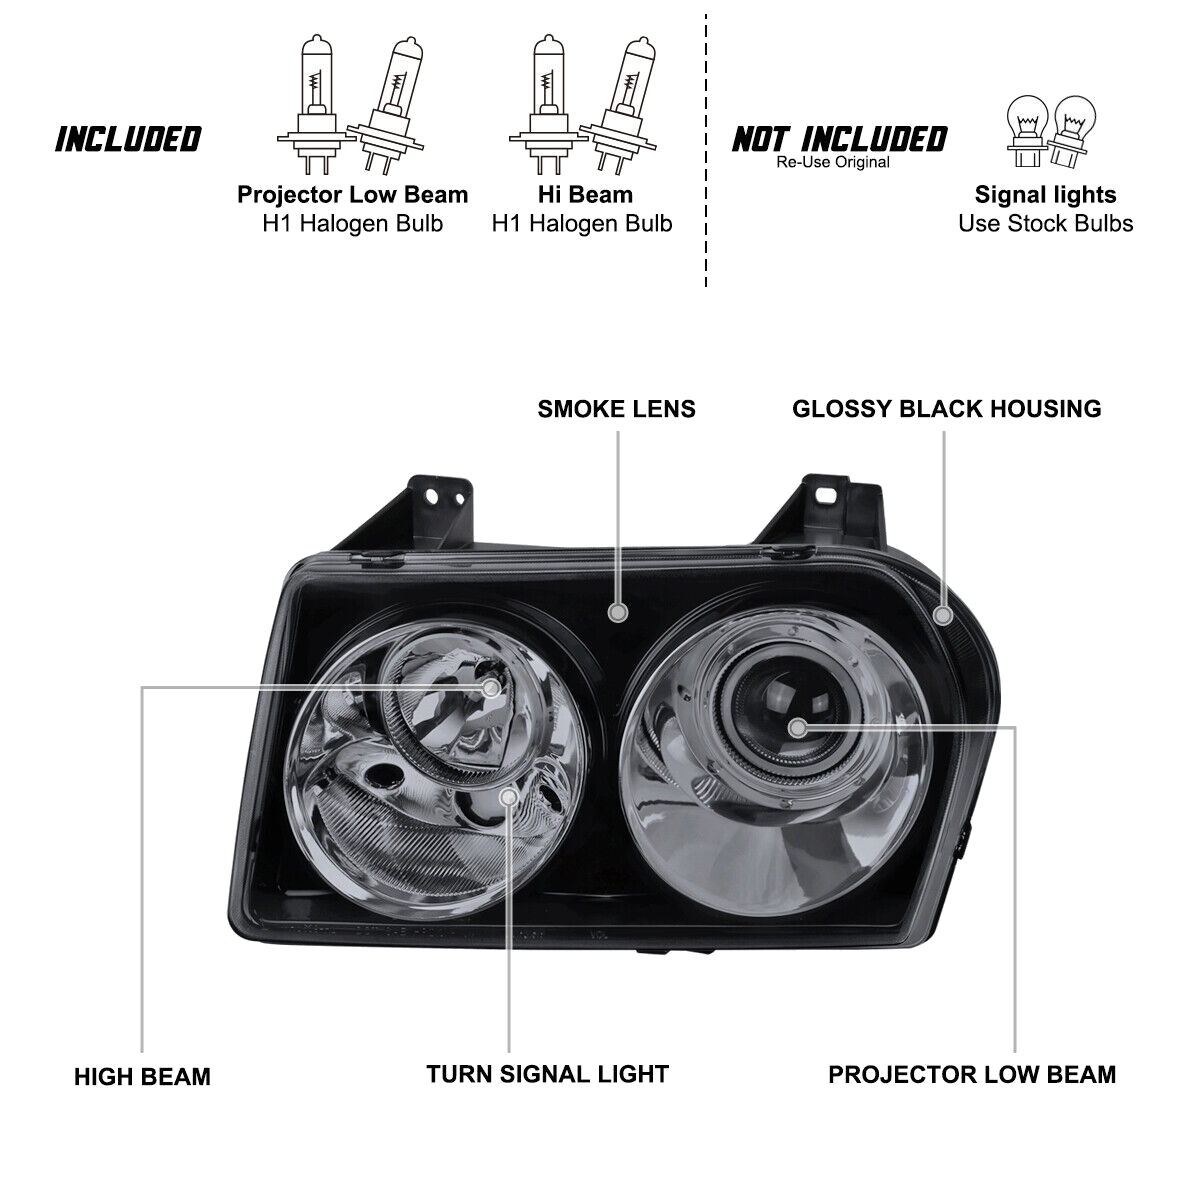 INCLUDED
Projector Low Beam
H1 Halogen Bulb
Hi Beam
H1 Halogen Bulb
NOT INCLUDED
Re-Use Original
Signal lights
Use Stock Bulbs
SMOKE LENS
GLOSSY BLACK HOUSING
HIGH BEAM
TURN SIGNAL LIGHT
PROJECTOR LOW BEAM